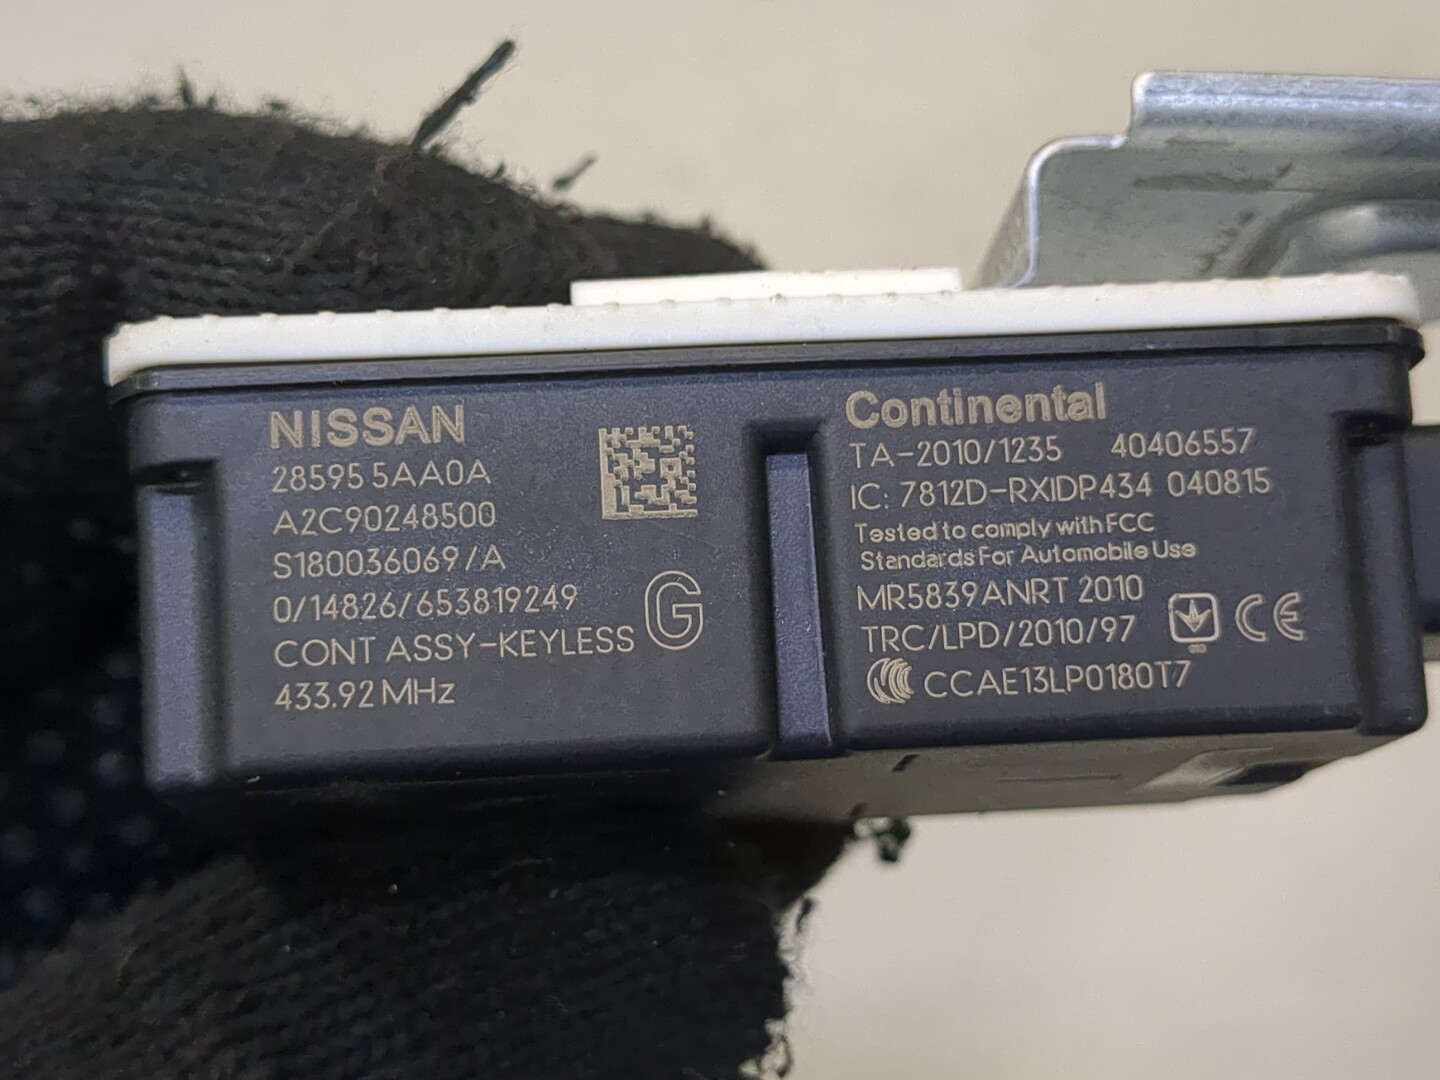 NISSAN
28595 5AA0A
A2C90248500
S180036069/A
0/14826/653819249
CONT ASSY-KEYLESS
433.92MHz
G
Continental
TA-2010/1235 40406557
IC: 7812D-RXIDP434 040815
Tested to comply with FCC
Standards For Automobile Use
MR5839ANRT 2010
TRC/LPD/2010/97
CE
CCAE13LP0180T7